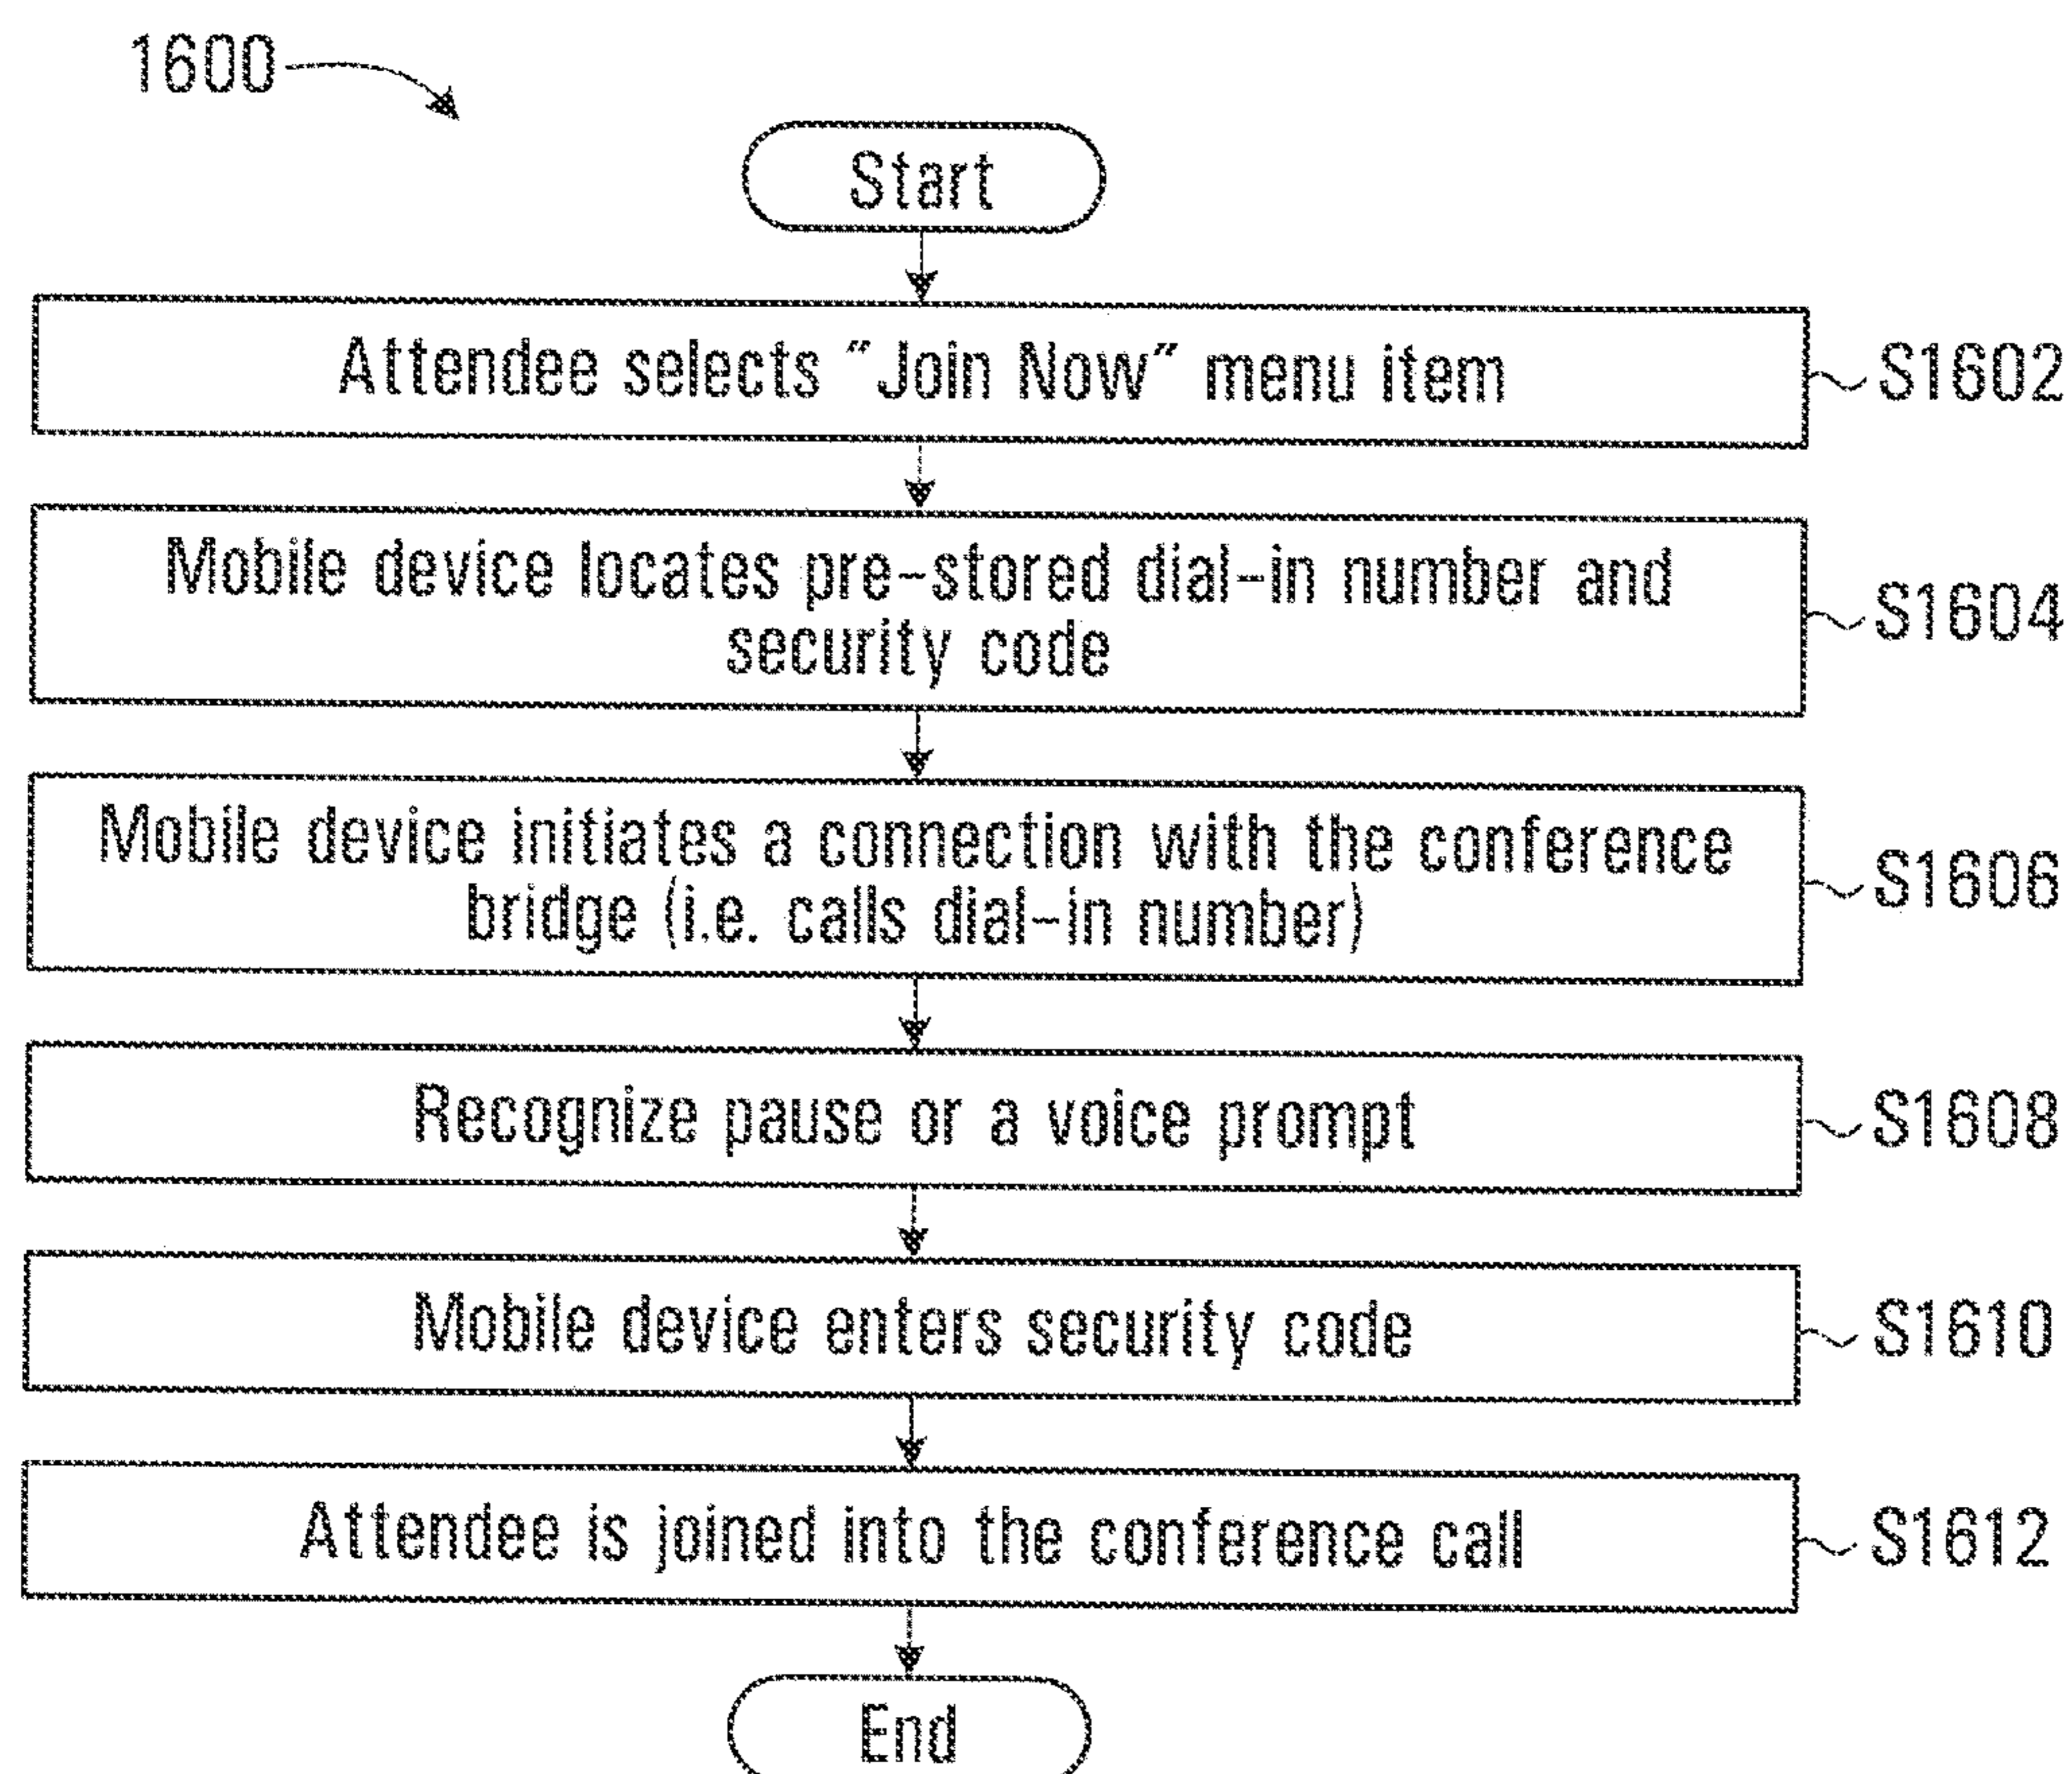 1600
Start
Attendee selects "Join Now" menu item
S1602
Mobile device locates pre-stored dial-in number and
security code
S1604
Mobile device initiates a connection with the conference
bridge (i.e. calls dial-in number)
S1606
Recognize pause or a voice prompt
S1608
Mobile device enters security code
S1610
Attendee is joined into the conference call
S1612
End